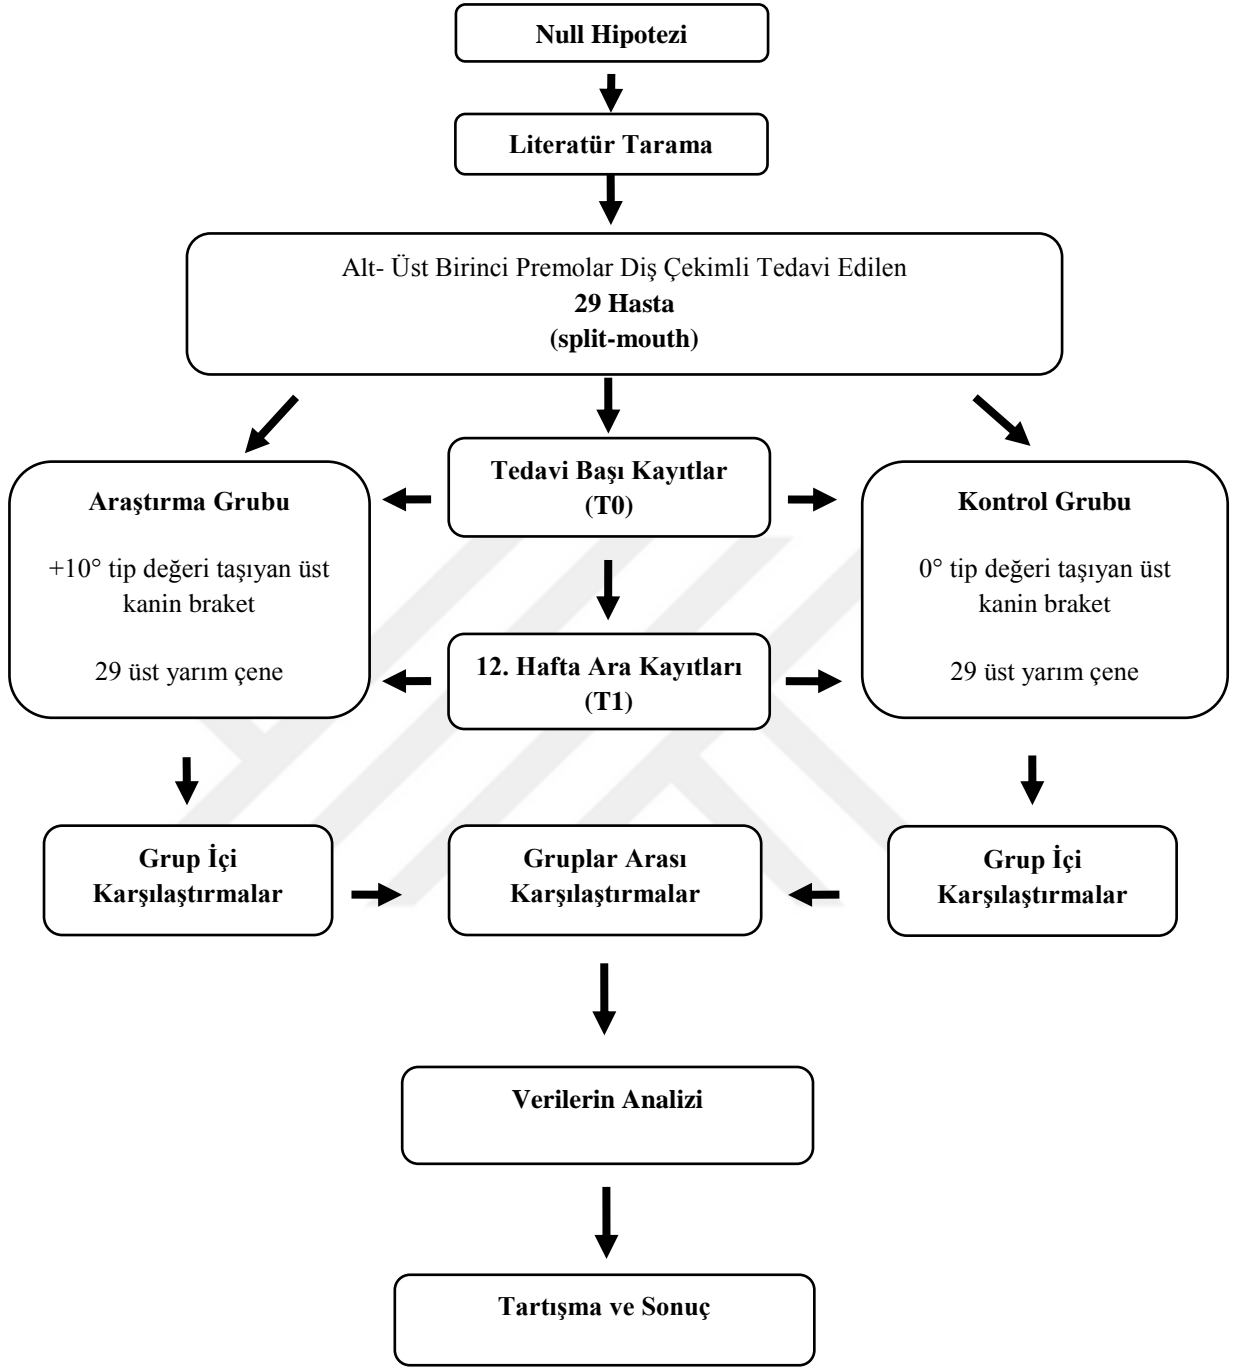 Null Hipotezi
Literatür Tarama
Alt- Üst Birinci Premolar Diş Çekimli Tedavi Edilen
29 Hasta
(split-mouth)
Araştırma Grubu
+10° tip değeri taşıyan üst
kanin braket
29 üst yarım çene
Tedavi Başı Kayıtlar
(T0)
12. Hafta Ara Kayıtları
(T1)
Kontrol Grubu
0° tip değeri taşıyan üst
kanin braket
29 üst yarım çene
Grup İçi
Karşılaştırmalar
Gruplar Arası
Karşılaştırmalar
Grup İçi
Karşılaştırmalar
Verilerin Analizi
Tartışma ve Sonuç